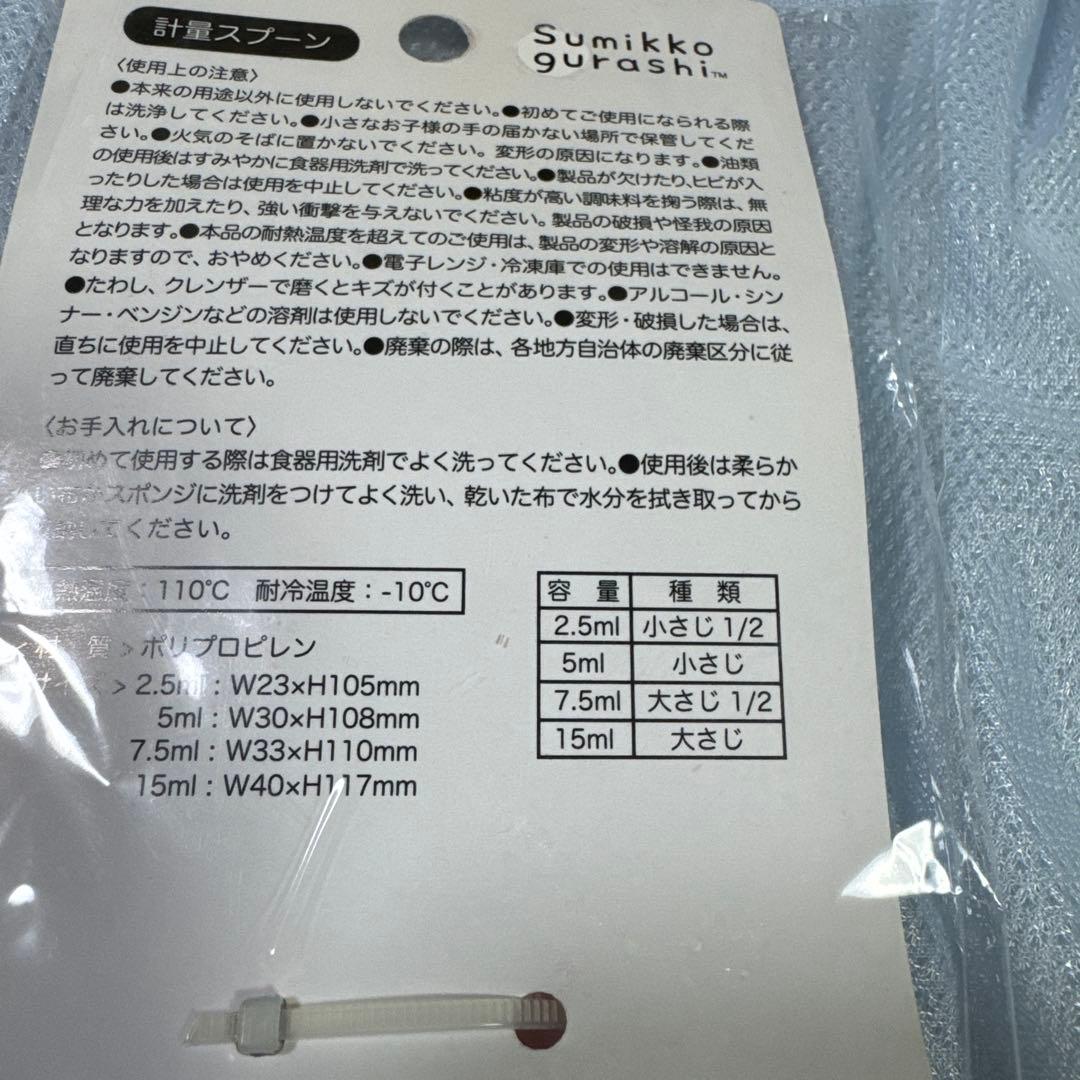 計量スプーン
Sumikko
gurashi™
〈使用上の注意〉
●本来の用途以外に使用しないでください。●初めてご使用になられる際
は洗浄してください。●小さなお子様の手の届かない場所で保管してくだ
さい。●火気のそばに置かないでください。変形の原因になります。●油類
の使用後はすみやかに食器用洗剤で洗ってください。●製品が欠けたり、ヒビが入
ったりした場合は使用を中止してください。●粘度が高い調味料を掬う際は、無
理な力を加えたり、強い衝撃を与えないでください。製品の破損や怪我の原因
となります。●本品の耐熱温度を超えてのご使用は、製品の変形や溶解の原因と
なりますので、おやめください。●電子レンジ・冷凍庫での使用はできません。
●たわし、クレンザーで磨くとキズが付くことがあります。●アルコール・シン
ナー・ベンジンなどの溶剤は使用しないでください。●変形・破損した場合は、
直ちに使用を中止してください。●廃棄の際は、各地方自治体の廃棄区分に従
って廃棄してください。
〈お手入れについて〉
めて使用する際は食器用洗剤でよく洗ってください。●使用後は柔らか
スポンジに洗剤をつけてよく洗い、乾いた布で水分を拭き取ってから
てください。
熱温度：110℃ 耐冷温度：-10℃
材 質 > ポリプロピレン
サイズ > 2.5ml：W23×H105mm
5ml：W30×H108mm
7.5ml：W33×H110mm
15ml：W40×H117mm
容 量 種 類
2.5ml 小さじ 1/2
5ml 小さじ
7.5ml 大さじ 1/2
15ml 大さじ